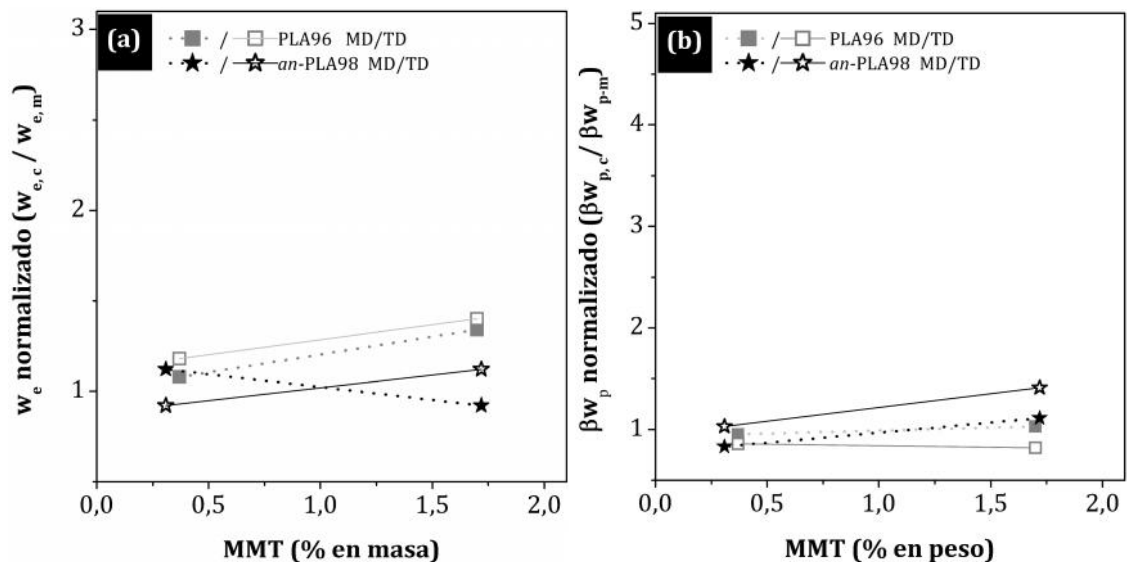 (a)
/ PLA96 MD/TD
/ an-PLA98 MD/TD
3
2
1
we normalizado (we,c / we,m)
0,0 0,5 1,0 1,5 2,0
MMT (% en masa)
(b)
/ PLA96 MD/TD
/ an-PLA98 MD/TD
5
4
3
2
1
βwp normalizado (βwp,c/ βwp-m)
0,0 0,5 1,0 1,5 2,0
MMT (% en peso)